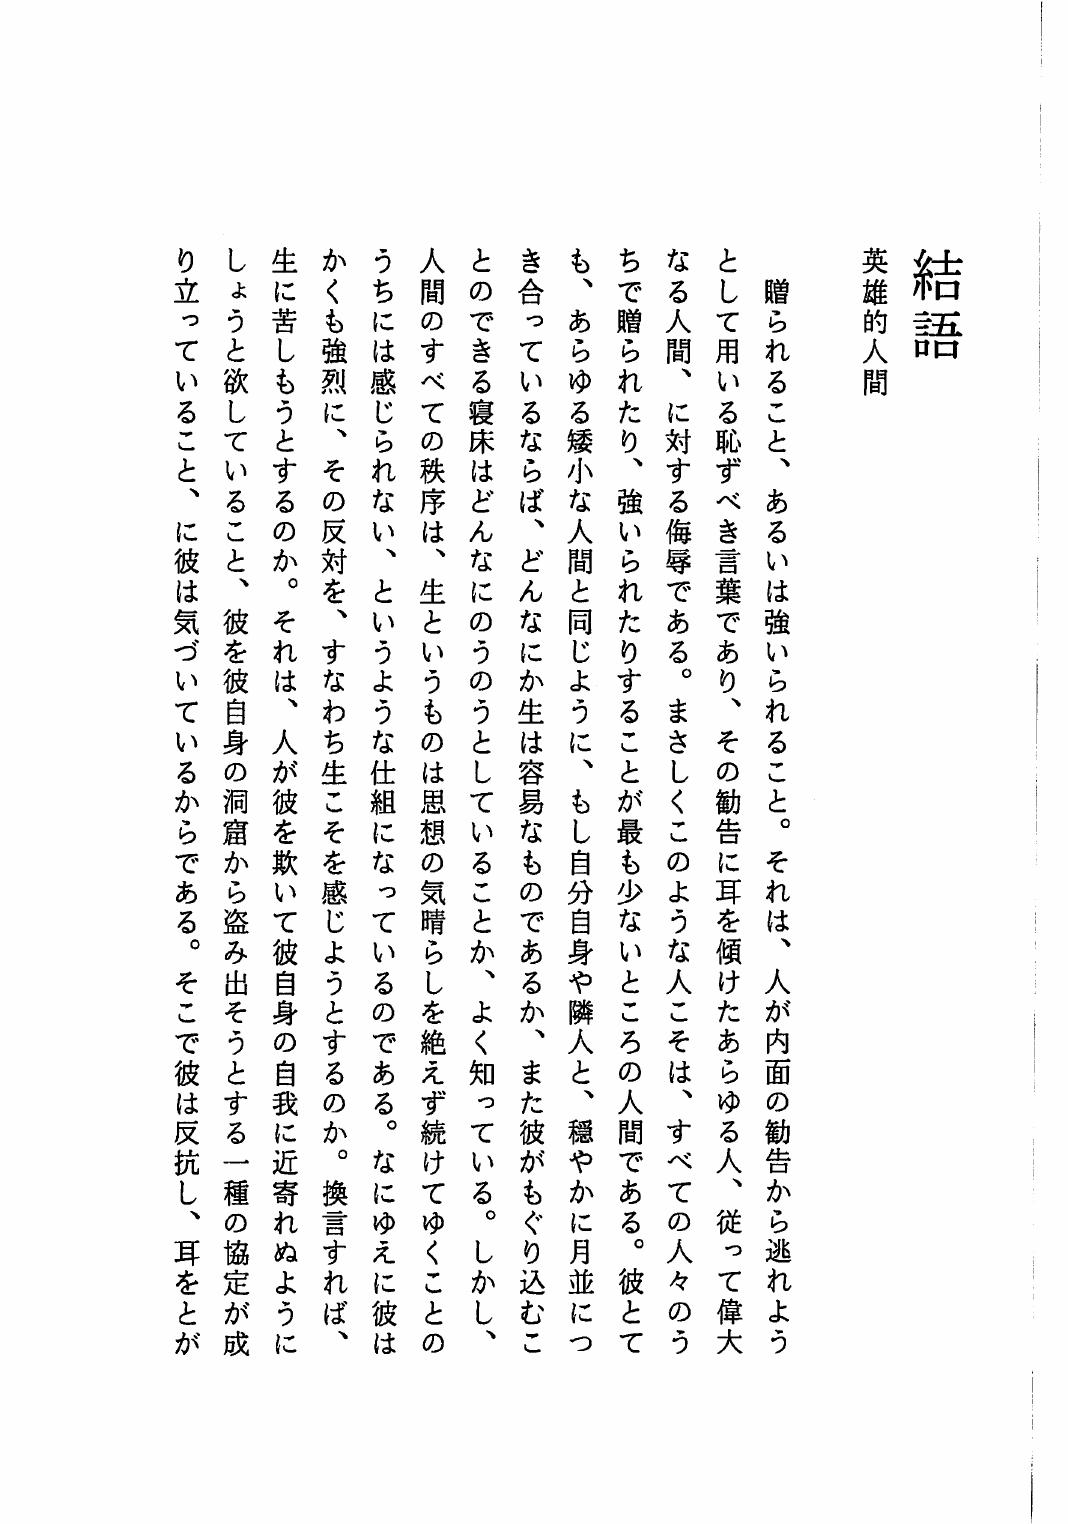 結語
英雄的人間
贈られること、あるいは強いられること。それは、人が内面の勧告から逃れよう
として用いる恥ずべき言葉であり、その勧告に耳を傾けたあらゆる人、従って偉大
なる人間、に対する侮辱である。まさしくこのような人こそは、すべての人々のう
ちで贈られたり、強いられたりすることが最も少ないところの人間である。彼とて
も、あらゆる矮小な人間と同じように、もし自分自身や隣人と、穏やかに月並につ
き合っているならば、どんなにか生は容易なものであるか、また彼がもぐり込むこ
とのできる寝床はどんなにのうのうとしていることか、よく知っている。しかし、
人間のすべての秩序は、生というものは思想の気晴らしを絶えず続けてゆくことの
うちには感じられない、というような仕組になっているのである。なにゆえに彼は
かくも強烈に、その反対を、すなわち生こそを感じようとするのか。換言すれば、
生に苦しもうとするのか。それは、人が彼を欺いて彼自身の自我に近寄れぬように
しょうと欲していること、彼を彼自身の洞窟から盗み出そうとする一種の協定が成
り立っていること、に彼は気づいているからである。そこで彼は反抗し、耳をとが